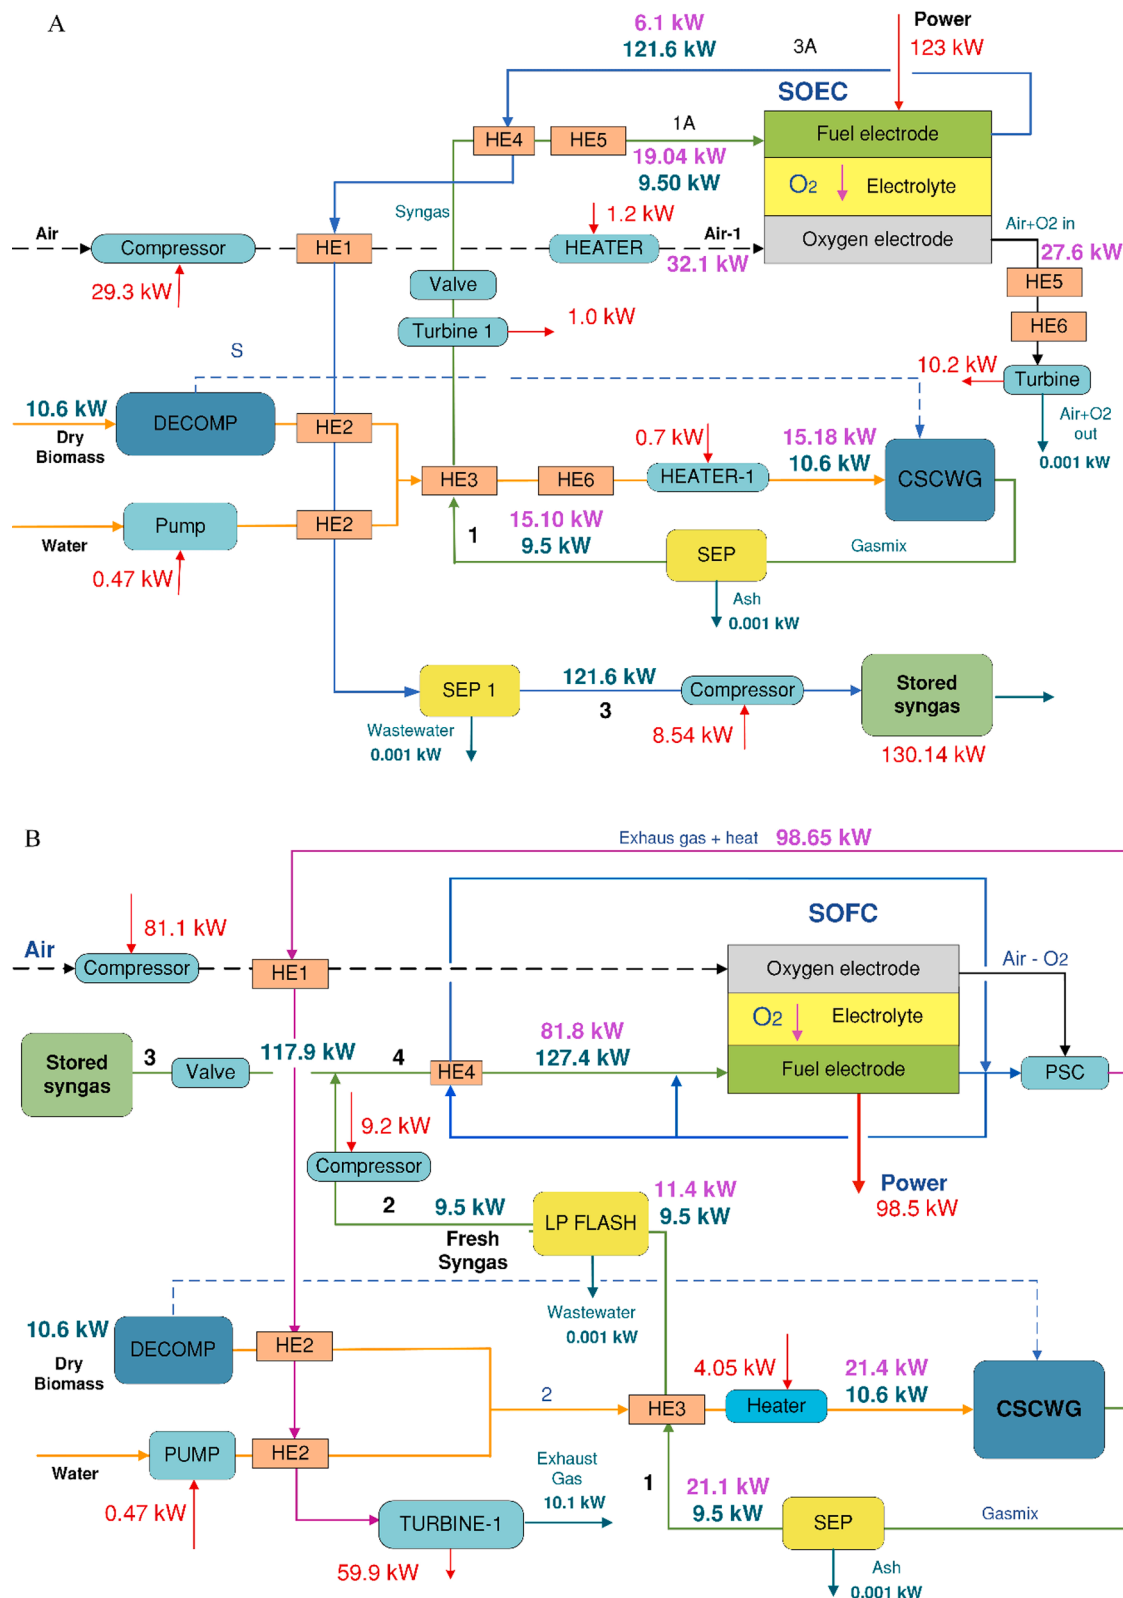 A
6.1 kW
121.6 kW
3A
Power
123 kW
SOEC
HE4
HE5
1A
19.04 kW
9.50 kW
Fuel electrode
O2
Electrolyte
Oxygen electrode
Syngas
1.2 kW
Air
Compressor
HE1
HEATER
Air-1
32.1 kW
Air+O2 in
27.6 kW
29.3 kW
Valve
HE5
Turbine 1
1.0 kW
HE6
S
10.2 kW
Turbine
10.6 kW
DECOMP
Dry
Biomass
HE2
Air+O2
out
0.001 kW
0.7 kW
15.18 kW
10.6 kW
HE3
HE6
HEATER-1
CSCWG
Water
Pump
HE2
1
15.10 kW
9.5 kW
SEP
Gasmix
0.47 kW
Ash
0.001 kW
SEP 1
121.6 kW
3
Compressor
Stored
syngas
Wastewater
0.001 kW
8.54 kW
130.14 kW
B
Exhaus gas + heat 98.65 kW
SOFC
81.1 kW
Air
Compressor
HE1
Oxygen electrode
Air - O2
O2
Electrolyte
Fuel electrode
Stored
syngas
3
Valve
117.9 kW
4
HE4
81.8 kW
127.4 kW
PSC
9.2 kW
Compressor
Power
98.5 kW
2
9.5 kW
Fresh
Syngas
LP FLASH
11.4 kW
9.5 kW
Wastewater
0.001 kW
10.6 kW
Dry
Biomass
DECOMP
HE2
4.05 kW
21.4 kW
10.6 kW
2
HE3
Heater
CSCWG
Water
PUMP
HE2
0.47 kW
Exhaust
Gas
10.1 kW
1
21.1 kW
9.5 kW
SEP
Gasmix
TURBINE-1
59.9 kW
Ash
0.001 kW